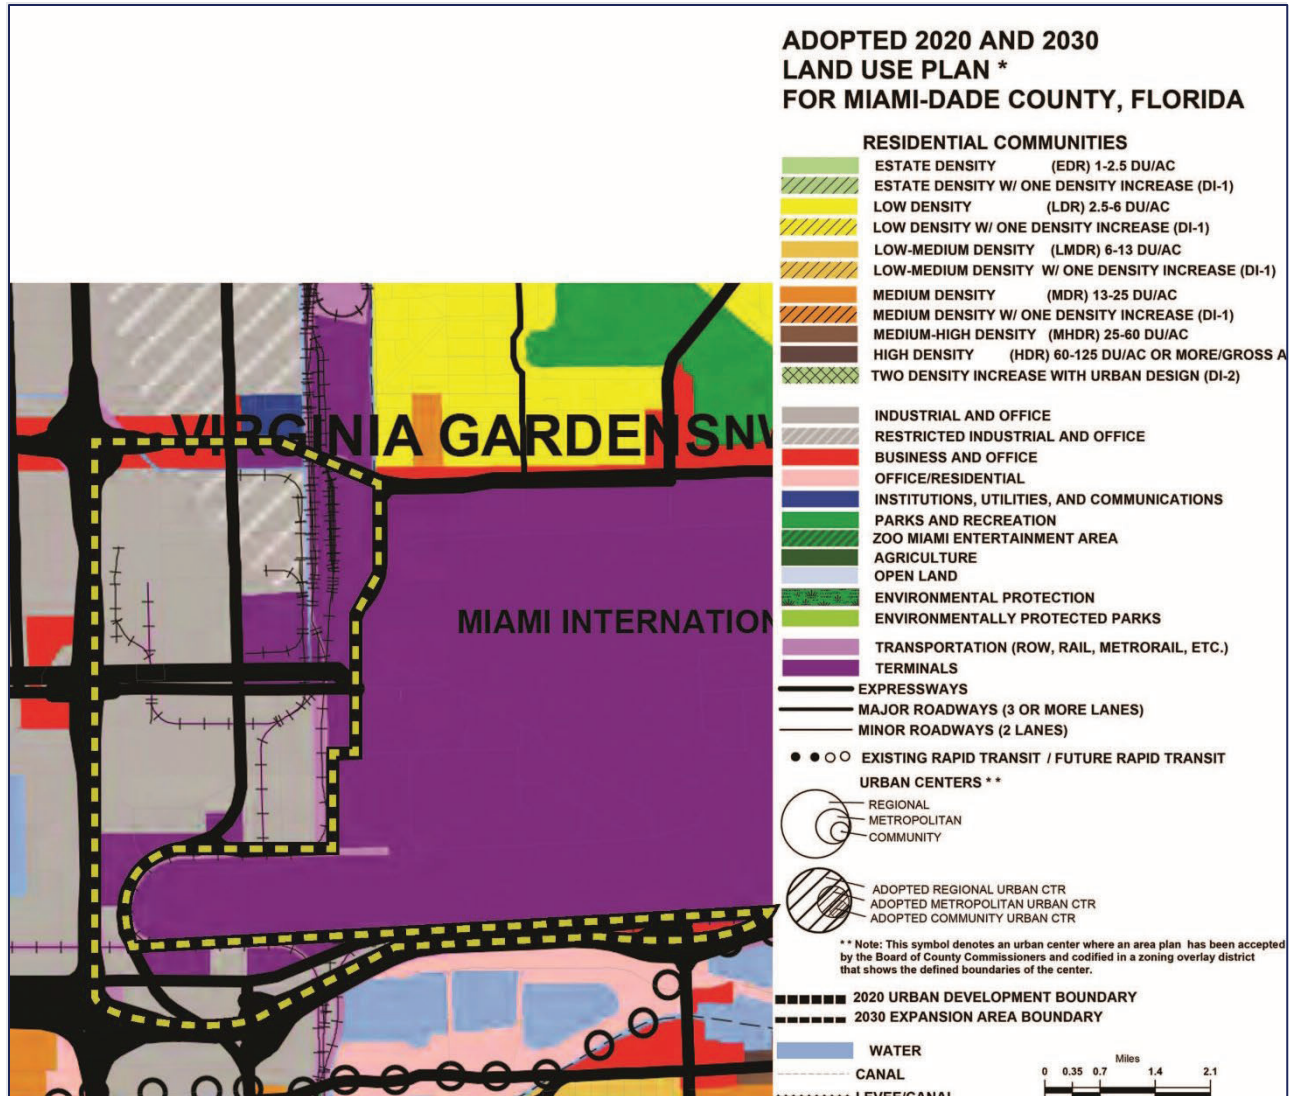 ADOPTED 2020 AND 2030
LAND USE PLAN *
FOR MIAMI-DADE COUNTY, FLORIDA
RESIDENTIAL COMMUNITIES
ESTATE DENSITY (EDR) 1-2.5 DU/AC
ESTATE DENSITY W/ ONE DENSITY INCREASE (DI-1)
LOW DENSITY (LDR) 2.5-6 DU/AC
LOW DENSITY W/ ONE DENSITY INCREASE (DI-1)
LOW-MEDIUM DENSITY (LMDR) 6-13 DU/AC
LOW-MEDIUM DENSITY W/ ONE DENSITY INCREASE (DI-1)
MEDIUM DENSITY (MDR) 13-25 DU/AC
MEDIUM DENSITY W/ ONE DENSITY INCREASE (DI-1)
MEDIUM-HIGH DENSITY (MHDR) 25-60 DU/AC
HIGH DENSITY (HDR) 60-125 DU/AC OR MORE/GROSS A
TWO DENSITY INCREASE WITH URBAN DESIGN (DI-2)
INDUSTRIAL AND OFFICE
RESTRICTED INDUSTRIAL AND OFFICE
BUSINESS AND OFFICE
OFFICE/RESIDENTIAL
INSTITUTIONS, UTILITIES, AND COMMUNICATIONS
PARKS AND RECREATION
ZOO MIAMI ENTERTAINMENT AREA
AGRICULTURE
OPEN LAND
ENVIRONMENTAL PROTECTION
ENVIRONMENTALLY PROTECTED PARKS
TRANSPORTATION (ROW, RAIL, METRORAIL, ETC.)
TERMINALS
EXPRESSWAYS
MAJOR ROADWAYS (3 OR MORE LANES)
MINOR ROADWAYS (2 LANES)
EXISTING RAPID TRANSIT / FUTURE RAPID TRANSIT
URBAN CENTERS * *
REGIONAL
METROPOLITAN
COMMUNITY
ADOPTED REGIONAL URBAN CTR
ADOPTED METROPOLITAN URBAN CTR
ADOPTED COMMUNITY URBAN CTR
* * Note: This symbol denotes an urban center where an area plan has been accepted
by the Board of County Commissioners and codified in a zoning overlay district
that shows the defined boundaries of the center.
2020 URBAN DEVELOPMENT BOUNDARY
2030 EXPANSION AREA BOUNDARY
WATER
CANAL
LEVEE/CANAL
Miles
0 0.35 0.7 1.4 2.1
VIRGINIA GARDENS NW
MIAMI INTERNATION